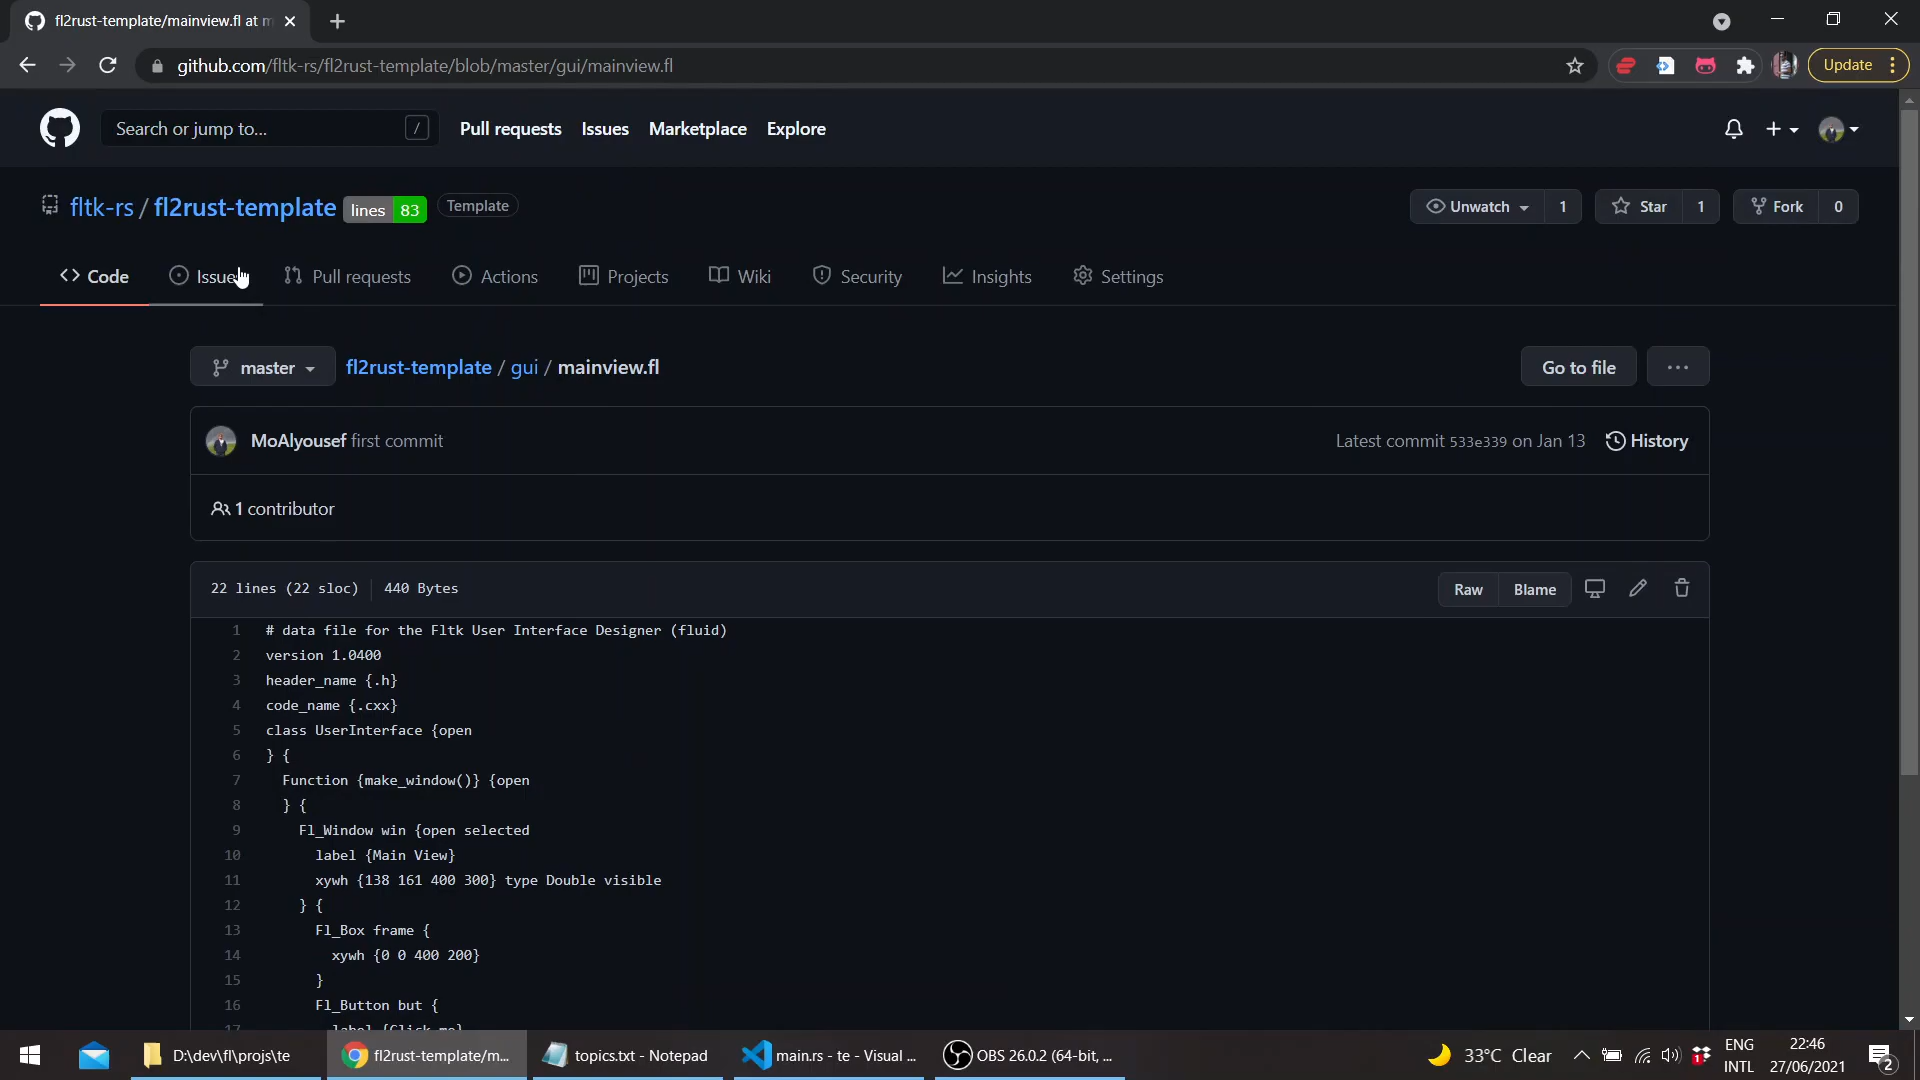 fl2rust-template/mainview.fl at m
github.com/fltk-rs/fl2rust-template/blob/master/gui/mainview.fl
Update
Search or jump to...
/
Pull requests Issues Marketplace Explore
fltk-rs / fl2rust-template lines 83 Template
Unwatch 1 Star 1 Fork 0
Code Issues Pull requests Actions Projects Wiki Security Insights Settings
master fl2rust-template / gui / mainview.fl Go to file ...
MoAlyousef first commit Latest commit 533e339 on Jan 13 History
1 contributor
22 lines (22 sloc) 440 Bytes Raw Blame
1 # data file for the Fltk User Interface Designer (fluid)
2 version 1.0400
3 header_name {.h}
4 code_name {.cxx}
5 class UserInterface {open
6 } {
7 Function {make_window()} {open
8 } {
9 Fl_Window win {open selected
10 label {Main View}
11 xywh {138 161 400 300} type Double visible
12 } {
13 Fl_Box frame {
14 xywh {0 0 400 200}
15 }
16 Fl_Button but {
17 label {Click me}
D:\dev\fl\projs\te fl2rust-template/m... topics.txt - Notepad main.rs - te - Visual ... OBS 26.0.2 (64-bit, ...
33°C Clear
1
ENG
INTL
22:46
27/06/2021
2